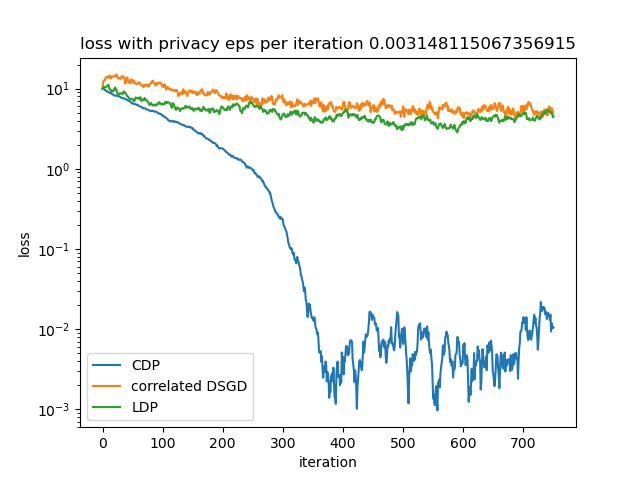 loss with privacy eps per iteration 0.003148115067356915
10¹
10⁰
10⁻¹
10⁻²
10⁻³
loss
CDP
correlated DSGD
LDP
0 100 200 300 400 500 600 700
iteration